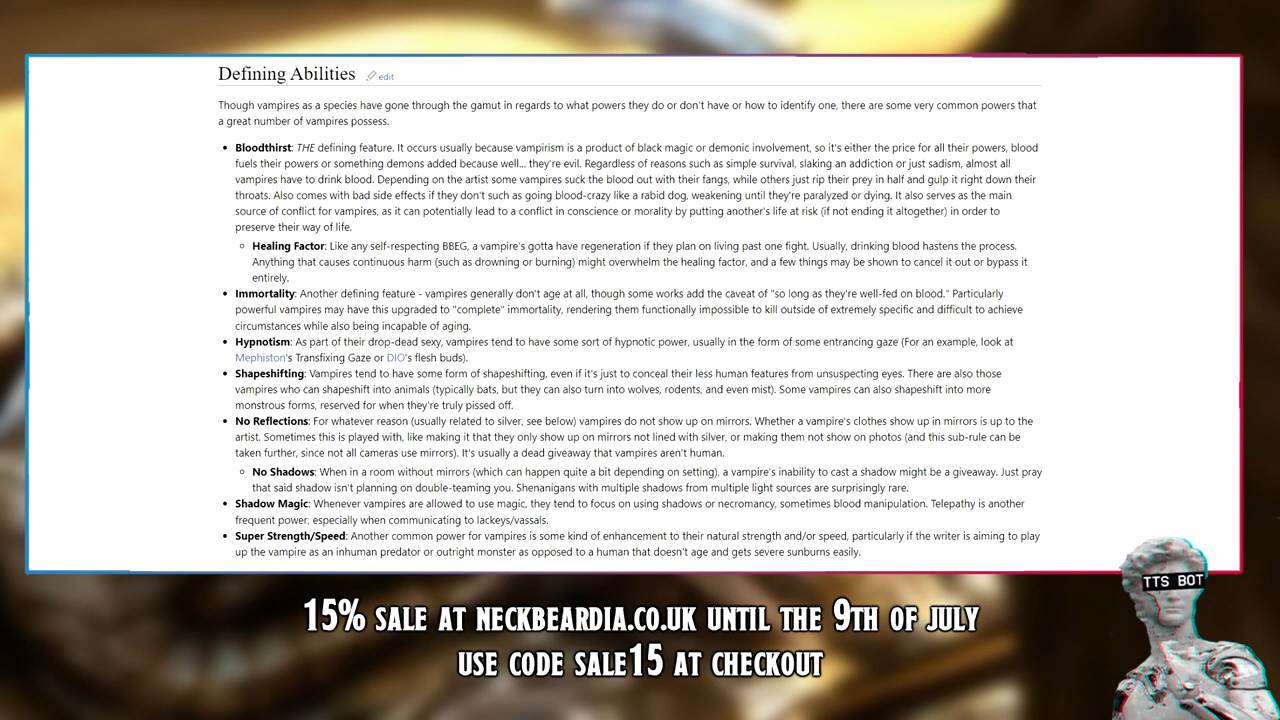 Defining Abilities edit
Though vampires as a species have gone through the gamut in regards to what powers they do or don't have or how to identify one, there are some very common powers that
a great number of vampires possess.
• Bloodthirst: THE defining feature. It occurs usually because vampirism is a product of black magic or demonic involvement, so it's either the price for all their powers, blood
fuels their powers or something demons added because well... they're evil. Regardless of reasons such as simple survival, slaking an addiction or just sadism, almost all
vampires have to drink blood. Depending on the artist some vampires suck the blood out with their fangs, while others just rip their prey in half and gulp it right down their
throats. Also comes with bad side effects if they don't such as going blood-crazy like a rabid dog, weakening until they're paralyzed or dying. It also serves as the main
source of conflict for vampires, as it can potentially lead to a conflict in conscience or morality by putting another's life at risk (if not ending it altogether) in order to
preserve their way of life.
◦ Healing Factor: Like any self-respecting BBEG, a vampire's gotta have regeneration if they plan on living past one fight. Usually, drinking blood hastens the process.
Anything that causes continuous harm (such as drowning or burning) might overwhelm the healing factor, and a few things may be shown to cancel it out or bypass it
entirely.
• Immortality: Another defining feature - vampires generally don't age at all, though some works add the caveat of "so long as they're well-fed on blood." Particularly
powerful vampires may have this upgraded to "complete" immortality, rendering them functionally impossible to kill outside of extremely specific and difficult to achieve
circumstances while also being incapable of aging.
• Hypnotism: As part of their drop-dead sexy, vampires tend to have some sort of hypnotic power, usually in the form of some entrancing gaze (For an example, look at
Mephiston's Transfixing Gaze or DIO's flesh buds).
• Shapeshifting: Vampires tend to have some form of shapeshifting, even if it's just to conceal their less human features from unsuspecting eyes. There are also those
vampires who can shapeshift into animals (typically bats, but they can also turn into wolves, rodents, and even mist). Some vampires can also shapeshift into more
monstrous forms, reserved for when they're truly pissed off.
• No Reflections: For whatever reason (usually related to silver, see below) vampires do not show up on mirrors. Whether a vampire's clothes show up in mirrors is up to the
artist. Sometimes this is played with, like making it that they only show up on mirrors not lined with silver, or making them not show on photos (and this sub-rule can be
taken further, since not all cameras use mirrors). It's usually a dead giveaway that vampires aren't human.
◦ No Shadows: When in a room without mirrors (which can happen quite a bit depending on setting), a vampire's inability to cast a shadow might be a giveaway. Just pray
that said shadow isn't planning on double-teaming you. Shenanigans with multiple shadows from multiple light sources are surprisingly rare.
• Shadow Magic: Whenever vampires are allowed to use magic, they tend to focus on using shadows or necromancy, sometimes blood manipulation. Telepathy is another
frequent power, especially when communicating to lackeys/vassals.
• Super Strength/Speed: Another common power for vampires is some kind of enhancement to their natural strength and/or speed, particularly if the writer is aiming to play
up the vampire as an inhuman predator or outright monster as opposed to a human that doesn't age and gets severe sunburns easily.
TTS BOT
15% SALE AT NECKBEARDIA.CO.UK UNTIL THE 9TH OF JULY
USE CODE SALE15 AT CHECKOUT